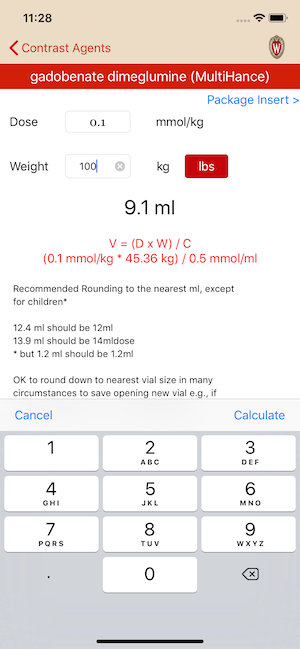 11:28
Contrast Agents
W
gadobenate dimeglumine (MultiHance)
Package Insert >
Dose 0.1 mmol/kg
Weight 100 kg lbs
9.1 ml
V = (D x W) / C
(0.1 mmol/kg * 45.36 kg) / 0.5 mmol/ml
Recommended Rounding to the nearest ml, except
for children*
12.4 ml should be 12ml
13.9 ml should be 14mldose
* but 1.2 ml should be 1.2ml
OK to round down to nearest vial size in many
circumstances to save opening new vial e.g., if
Cancel Calculate
1 2 3
ABC DEF
4 5 6
GHI JKL MNO
7 8 9
PQRS TUV WXYZ
. 0